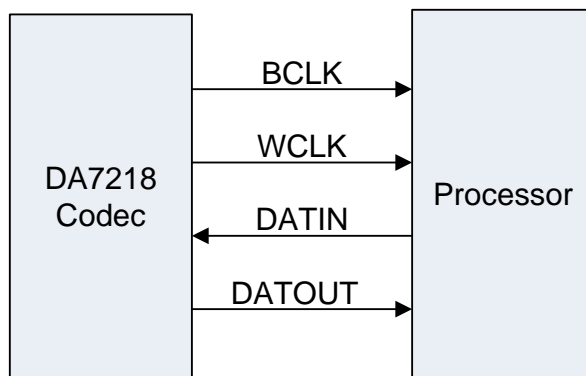 DA7218
Codec
BCLK
WCLK
DATIN
DATOUT
Processor